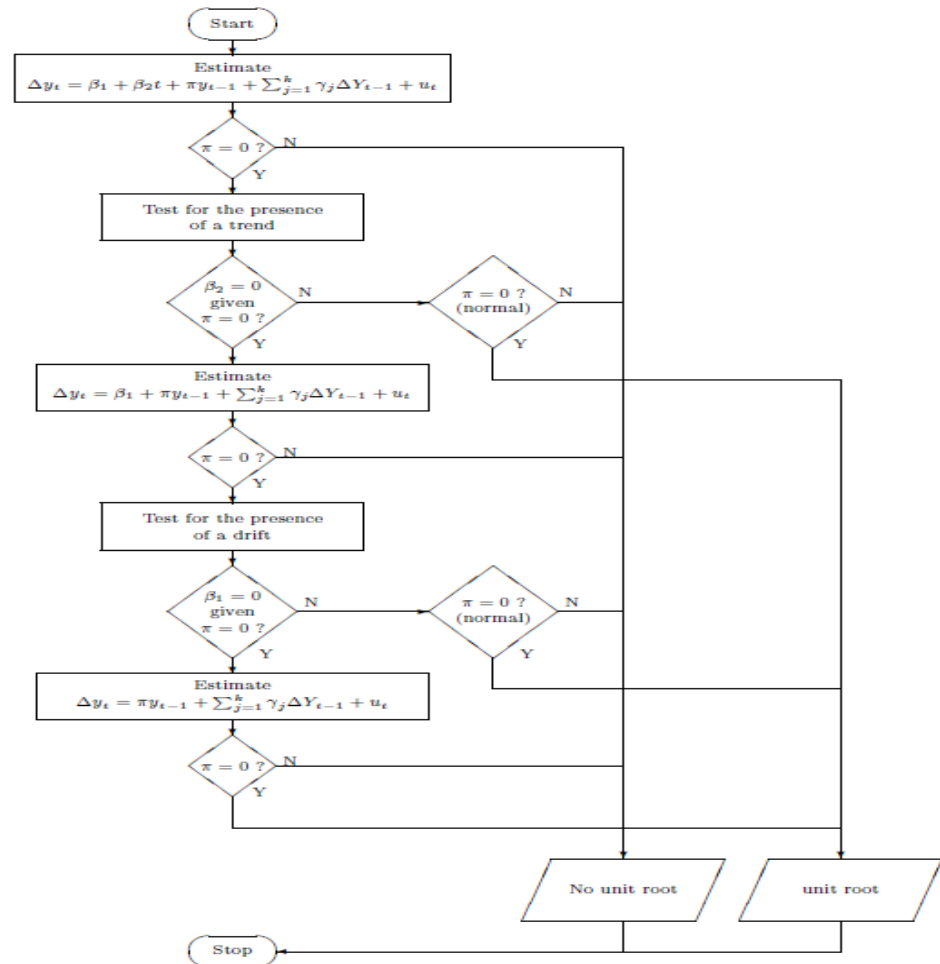 Start
Estimate
Δy_t = β_1 + β_2t + πy_{t−1} + ∑_{j=1}^{k} γ_jΔY_{t−1} + u_t
π = 0 ?
N
Y
Test for the presence
of a trend
β_2 = 0
given
π = 0 ?
N
Y
π = 0 ?
(normal)
N
Y
Estimate
Δy_t = β_1 + πy_{t−1} + ∑_{j=1}^{k} γ_jΔY_{t−1} + u_t
π = 0 ?
N
Y
Test for the presence
of a drift
β_1 = 0
given
π = 0 ?
N
Y
π = 0 ?
(normal)
N
Y
Estimate
Δy_t = πy_{t−1} + ∑_{j=1}^{k} γ_jΔY_{t−1} + u_t
π = 0 ?
N
Y
No unit root
unit root
Stop